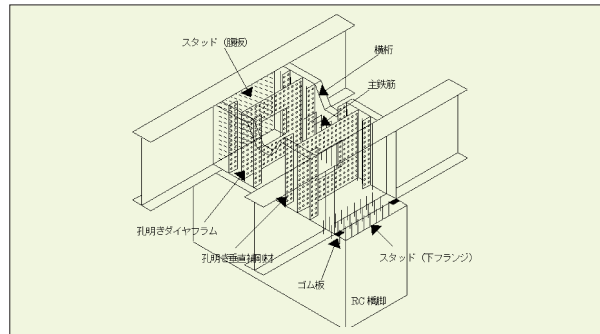 スタッド（腹板）
横桁
主鉄筋
孔明きダイヤフラム
孔明き垂直補剛材
スタッド（下フランジ）
ゴム板
RC橋脚